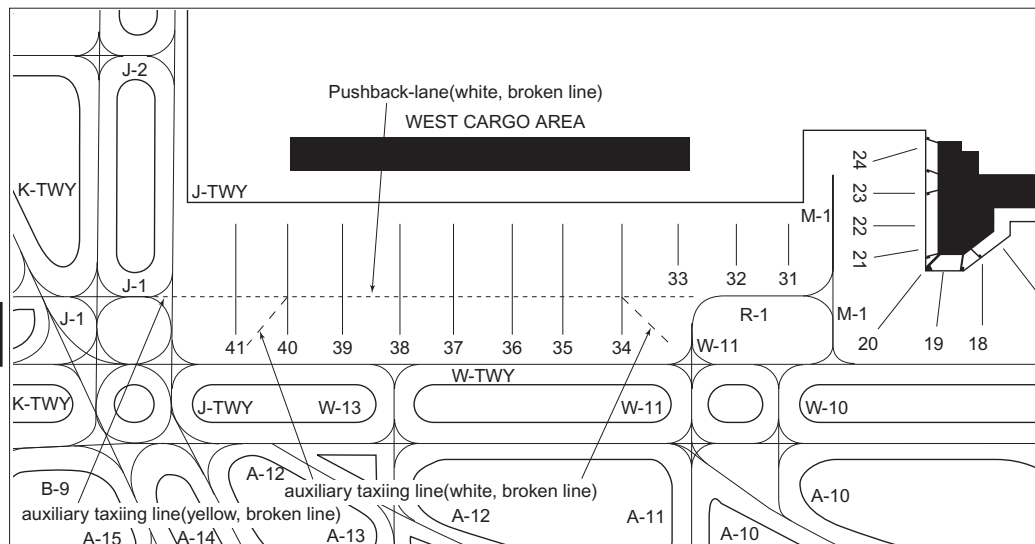 J-2
Pushback-lane(white, broken line)
WEST CARGO AREA
24
K-TWY
J-TWY
23
M-1
22
33
32
31
21
J-1
J-1
R-1
M-1
41
40
39
38
37
36
35
34
W-11
20
19
18
W-TWY
K-TWY
J-TWY
W-13
W-11
W-10
A-12
B-9
auxiliary taxiing line(white, broken line)
A-10
auxiliary taxiing line(yellow, broken line)
A-12
A-11
A-15
A-14
A-13
A-10